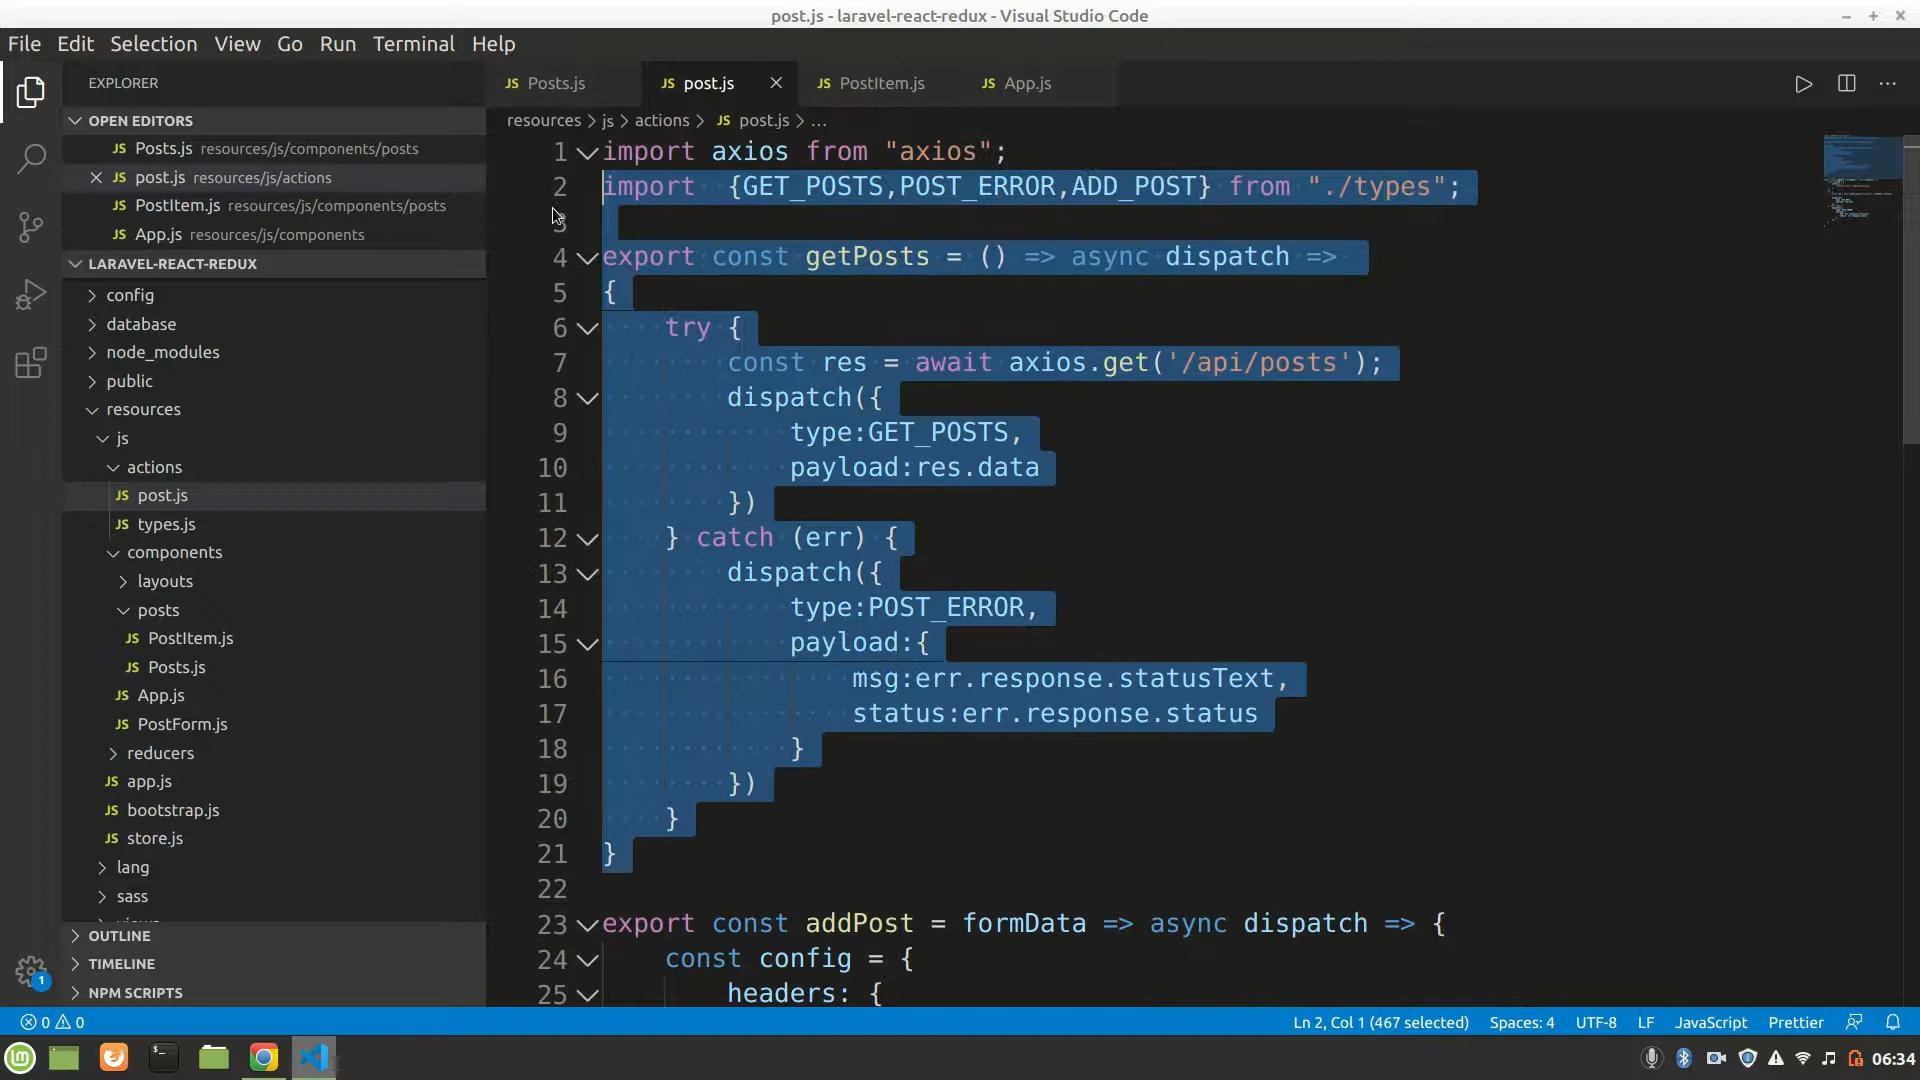 post.js - laravel-react-redux - Visual Studio Code
File Edit Selection View Go Run Terminal Help
EXPLORER
OPEN EDITORS
JS Posts.js resources/js/components/posts
JS post.js resources/js/actions
JS PostItem.js resources/js/components/posts
JS App.js resources/js/components
LARAVEL-REACT-REDUX
config
database
node_modules
public
resources
js
actions
JS post.js
JS types.js
components
layouts
posts
JS PostItem.js
JS Posts.js
JS App.js
JS PostForm.js
reducers
JS app.js
JS bootstrap.js
JS store.js
lang
sass
OUTLINE
TIMELINE
NPM SCRIPTS
JS Posts.js JS post.js JS PostItem.js JS App.js
resources > js > actions > JS post.js > ...
1 import axios from "axios";
2 import  {GET_POSTS,POST_ERROR,ADD_POST} from "./types";
3
4 export const getPosts = () => async dispatch =>
5 {
6     try {
7         const res = await axios.get('/api/posts');
8         dispatch({
9             type:GET_POSTS,
10             payload:res.data
11         })
12     } catch (err) {
13         dispatch({
14             type:POST_ERROR,
15             payload:{
16                 msg:err.response.statusText,
17                 status:err.response.status
18             }
19         })
20     }
21 }
22
23 export const addPost = formData => async dispatch => {
24     const config = {
25         headers: {
0 0 Ln 2, Col 1 (467 selected) Spaces: 4 UTF-8 LF JavaScript Prettier
1
06:34